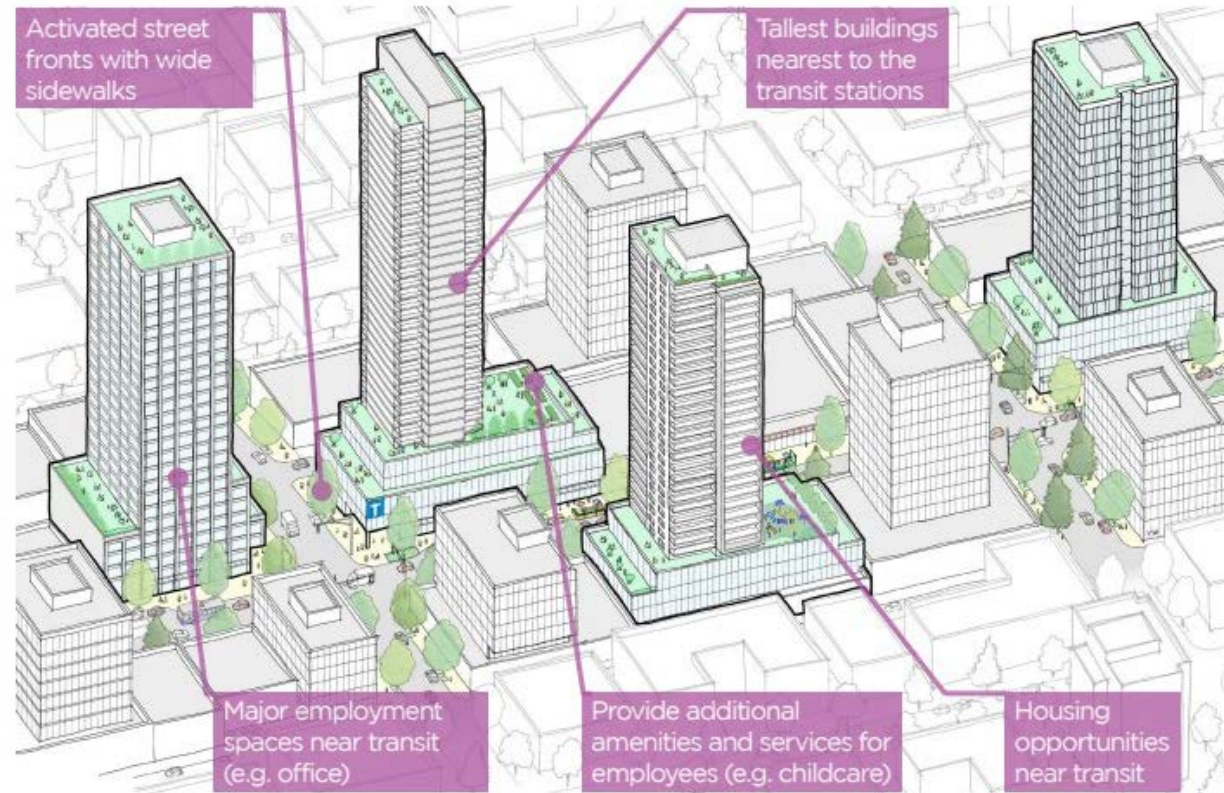 Activated street
fronts with wide
sidewalks
Tallest buildings
nearest to the
transit stations
T
Major employment
spaces near transit
(e.g. office)
Provide additional
amenities and services for
employees (e.g. childcare)
Housing
opportunities
near transit